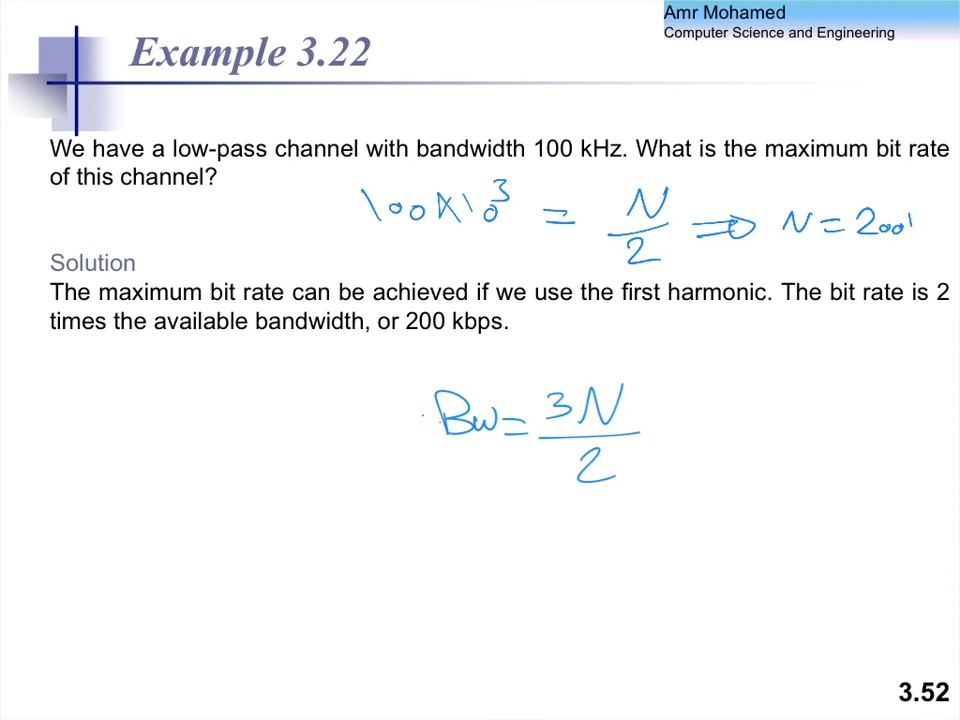 Amr Mohamed
Computer Science and Engineering
Example 3.22
We have a low-pass channel with bandwidth 100 kHz. What is the maximum bit rate
of this channel?
100 X 10^3 = N/2 ⇒ N = 200
Solution
The maximum bit rate can be achieved if we use the first harmonic. The bit rate is 2
times the available bandwidth, or 200 kbps.
BW = 3N/2
3.52